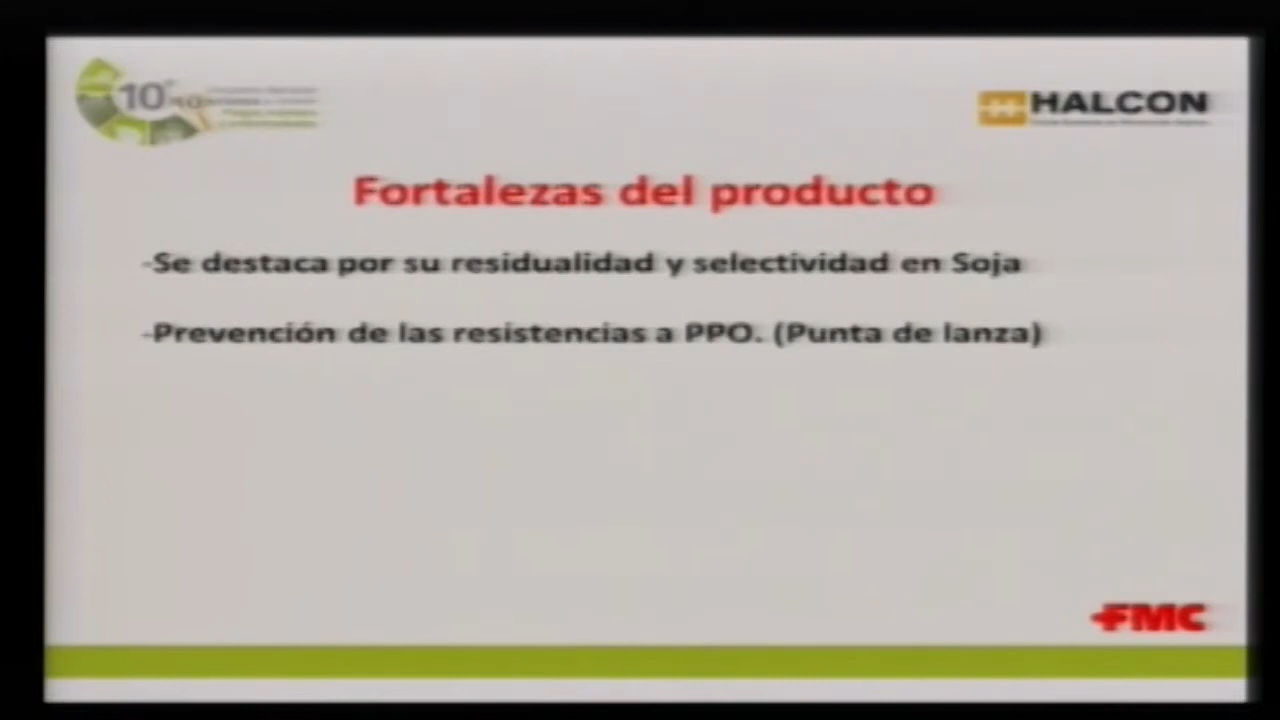 10°
HALCON
Fortalezas del producto
-Se destaca por su residualidad y selectividad en Soja
-Prevención de las resistencias a PPO. (Punta de lanza)
FMC